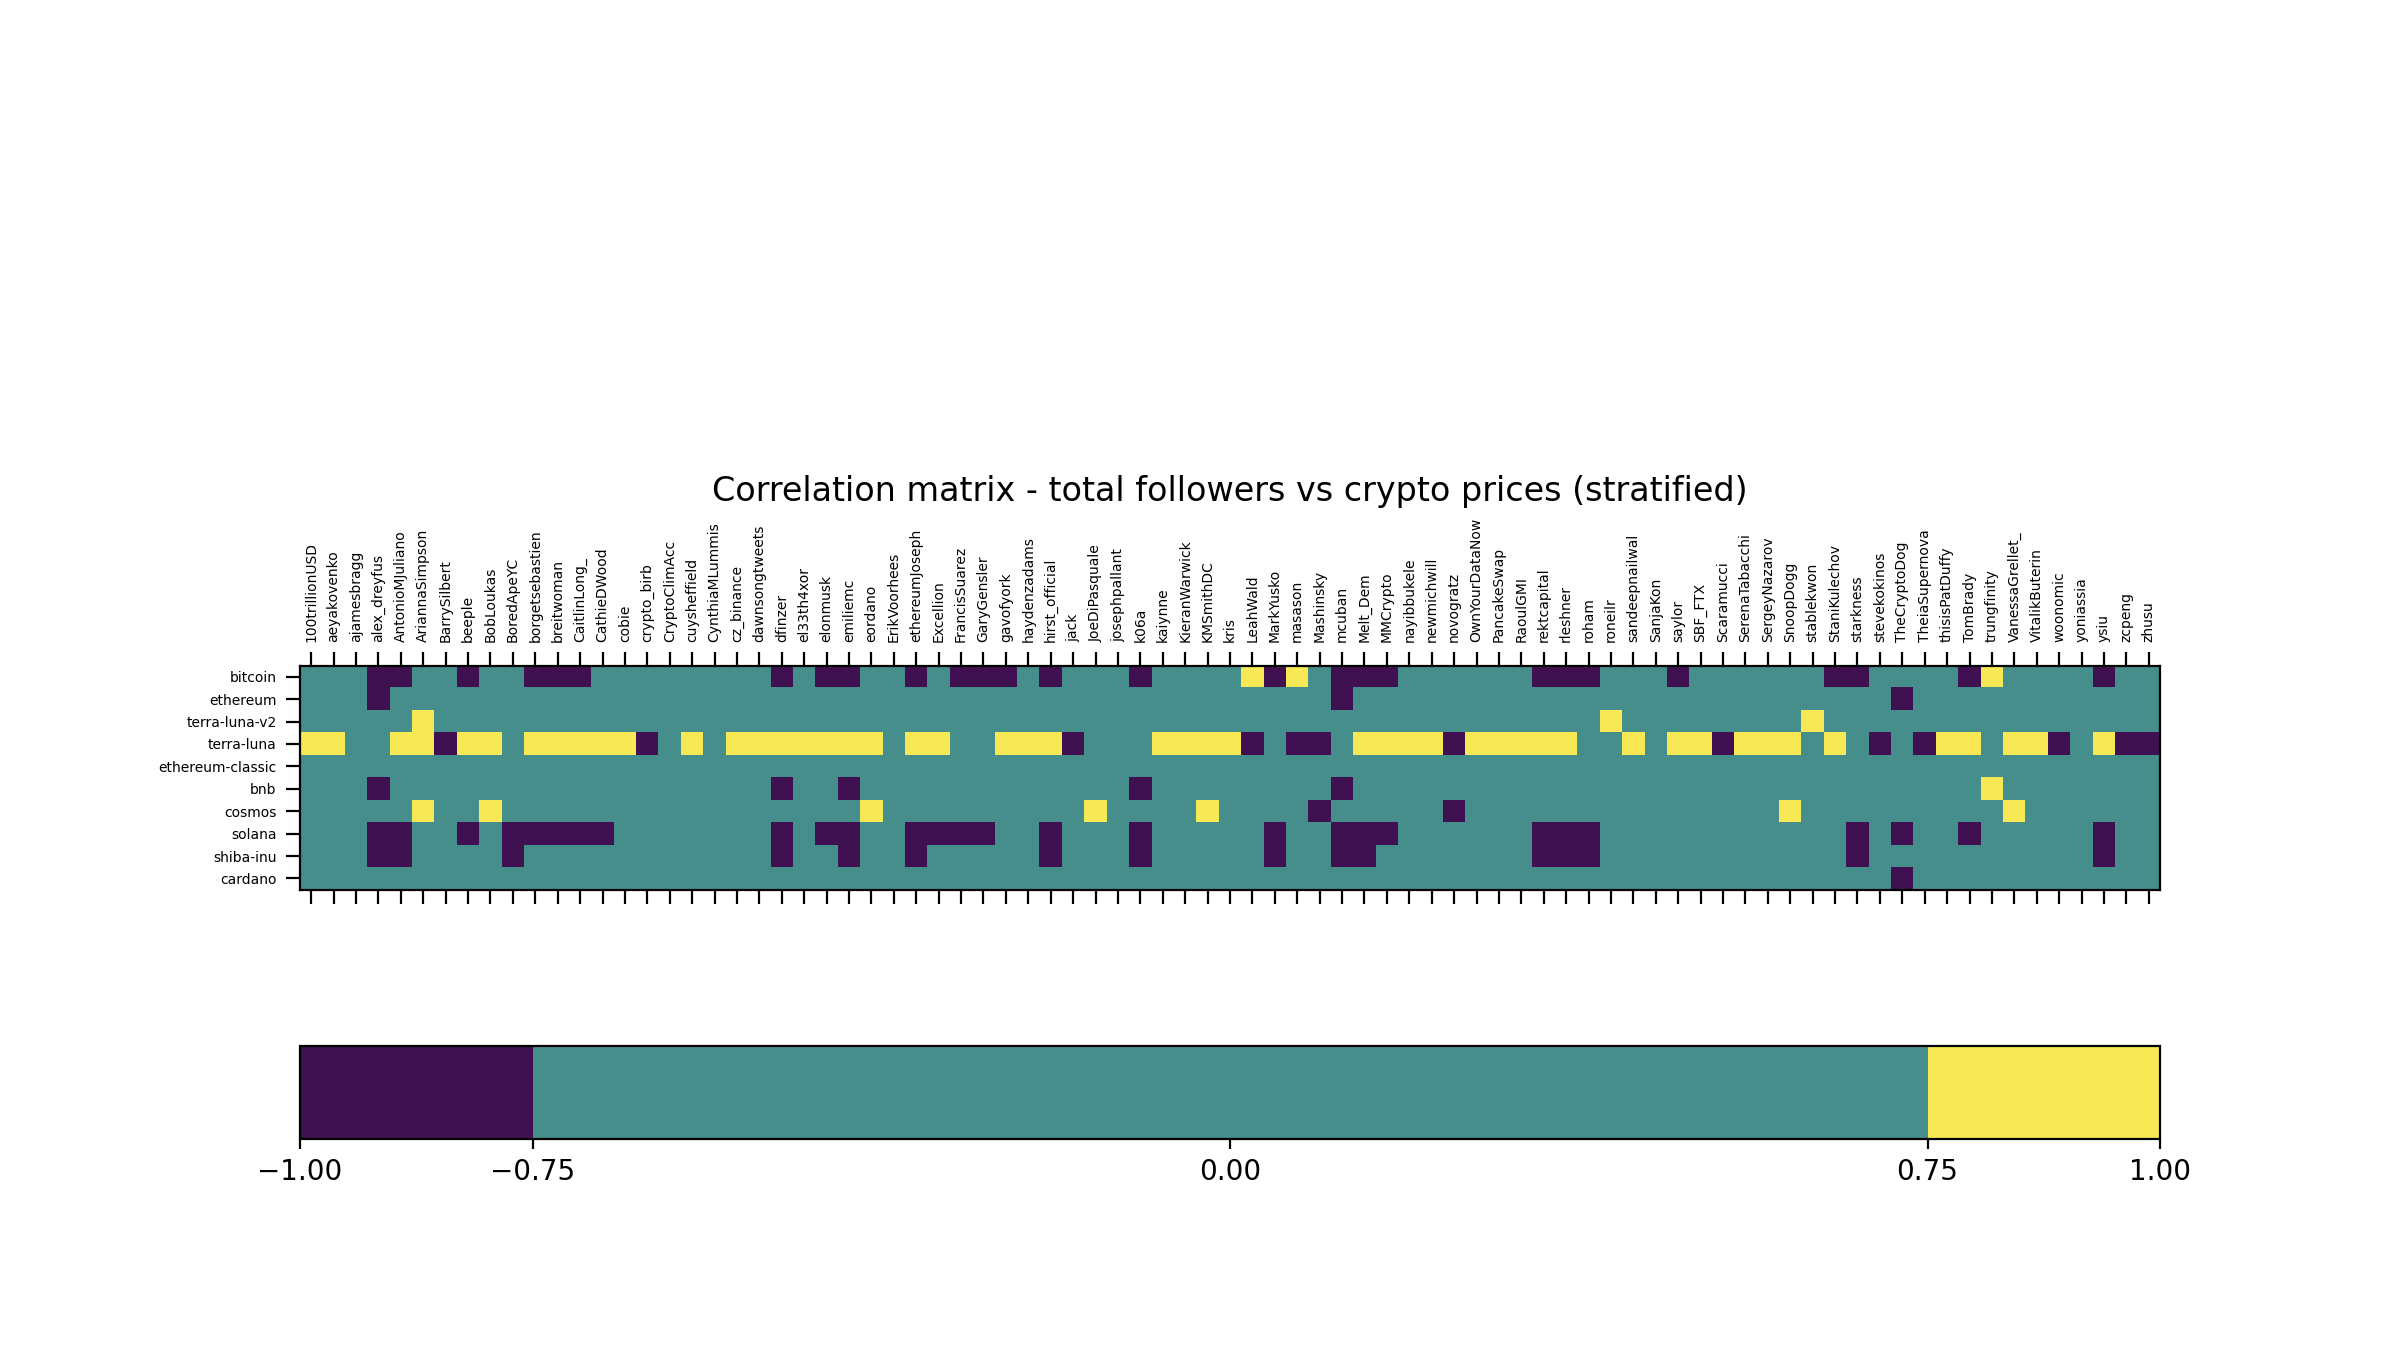 Correlation matrix - total followers vs crypto prices (stratified)
100trillionUSD
aeyakovenko
ajamesbragg
alex_dreyfus
AntonioMJuliano
AriannaSimpson
BarrySilbert
beeple
BobLoukas
BoredApeYC
borgetsebastien
breitwoman
CaitlinLong_
CathieDWood
cobie
crypto_birb
CryptoClimAcc
cuysheffield
CynthiaMLummis
cz_binance
dawnsongtweets
dfinzer
el33th4xor
elonmusk
emiliemc
eordano
ErikVoorhees
ethereumJoseph
Excellion
FrancisSuarez
GaryGensler
gavofyork
haydenzadams
hirst_official
jack
JoeDiPasquale
josephpallant
k06a
kaiynne
KieranWarwick
KMSmithDC
kris
LeahWald
MarkYusko
masason
Mashinsky
mcuban
Melt_Dem
MMCrypto
nayibbukele
newmichwill
novogratz
OwnYourDataNow
PancakeSwap
RaoulGMI
rektcapital
rleshner
roham
roneilr
sandeepnailwal
SanjaKon
saylor
SBF_FTX
Scaramucci
SerenaTabacchi
SergeyNazarov
SnoopDogg
stablekwon
StaniKulechov
starkness
stevekokinos
TheCryptoDog
TheiaSupernova
thisisPatDuffy
TomBrady
trungfinity
VanessaGrellet_
VitalikButerin
woonomic
yoniassia
ysiu
zcpeng
zhusu
bitcoin
ethereum
terra-luna-v2
terra-luna
ethereum-classic
bnb
cosmos
solana
shiba-inu
cardano
−1.00 −0.75 0.00 0.75 1.00